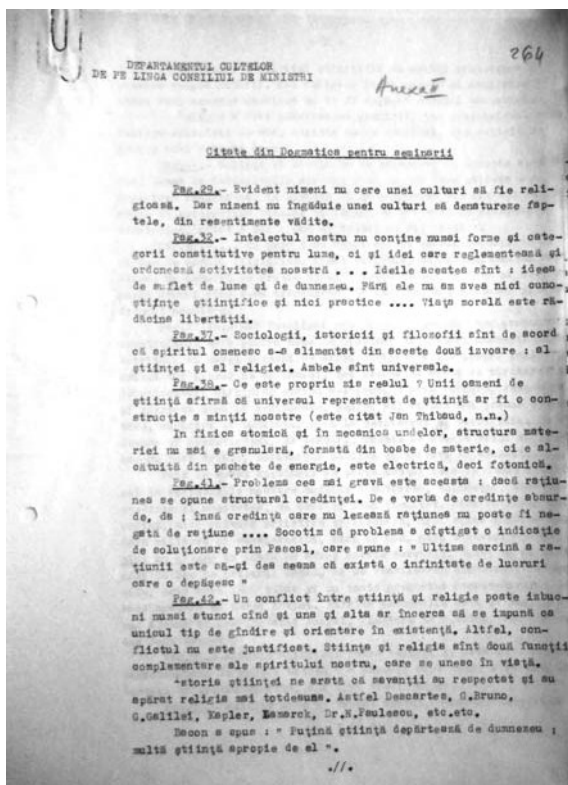 264
DEPARTAMENTUL CULTELOR
DE PE LINGA CONSILIUL DE MINISTRI
Anexa II
Citate din Dogmatica pentru seminarii
Pag.29.- Evident nimeni nu cere unei culturi să fie reli-
gioasă. Dar nimeni nu îngăduie unei culturi să denatureze fap-
tele, din resentimente vădite.
Pag.32.- Intelectul nostru nu conține numai forme și cate-
gorii constitutive pentru lume, ci și idei care reglementează și
ordonează activitatea noastră . . . Ideile acestea sînt : ideea
de suflet de lume și de dumnezeu. Fără ele nu am avea nici cuno-
ștințe științifice și nici practice .... Viața morală este ră-
dăcina libertății.
Pag.37.- Sociologii, istoricii și filozofii sînt de acord
că spiritul omenesc s-a alimentat din aceste două izvoare : al
științei și al religiei. Ambele sînt universale.
Pag.38.- Ce este propriu zis realul ? Unii oameni de
știință afirmă că universul reprezentat de știință ar fi o con-
strucție a minții noastre (este citat Jan Thibaud, n.n.)
In fizica atomică și în mecanica undelor, structura mate-
riei nu mai e granulară, formată din boabe de materie, ci e al-
cătuită din pachete de energie, este electrică, deci fotonică.
Pag.41.- Problema cea mai gravă este aceasta : dacă rațiu-
nea se opune structural credinței. De e vorba de credințe absur-
de, da ; însă credința care nu lezează rațiunea nu poate fi ne-
gată de rațiune .... Socotim că problema a cîștigat o indicație
de soluționare prin Pascal, care spune : " Ultima sarcină a ra-
țiunii este să-și dea seama că există o infinitate de lucruri
care o depășesc "
Pag.42.- Un conflict între știință și religie poate izbuc-
ni numai atunci cînd și una și alta ar încerca să se impună ca
unicul tip de gîndire și orientare în existență. Altfel, con-
flictul nu este justificat. Stiința și religia sînt două funcții
complementare ale spiritului nostru, care se unesc în viață.
Istoria științei ne arată că savanții au respectat și au
apărat religia mai totdeauna. Astfel Descartes, G.Bruno,
G.Galilei, Kepler, Lamarck, Dr.N.Paulescu, etc.etc.
Bacon a spus : " Puțină știință depărtează de dumnezeu ;
multă știință apropie de el ".
.//.